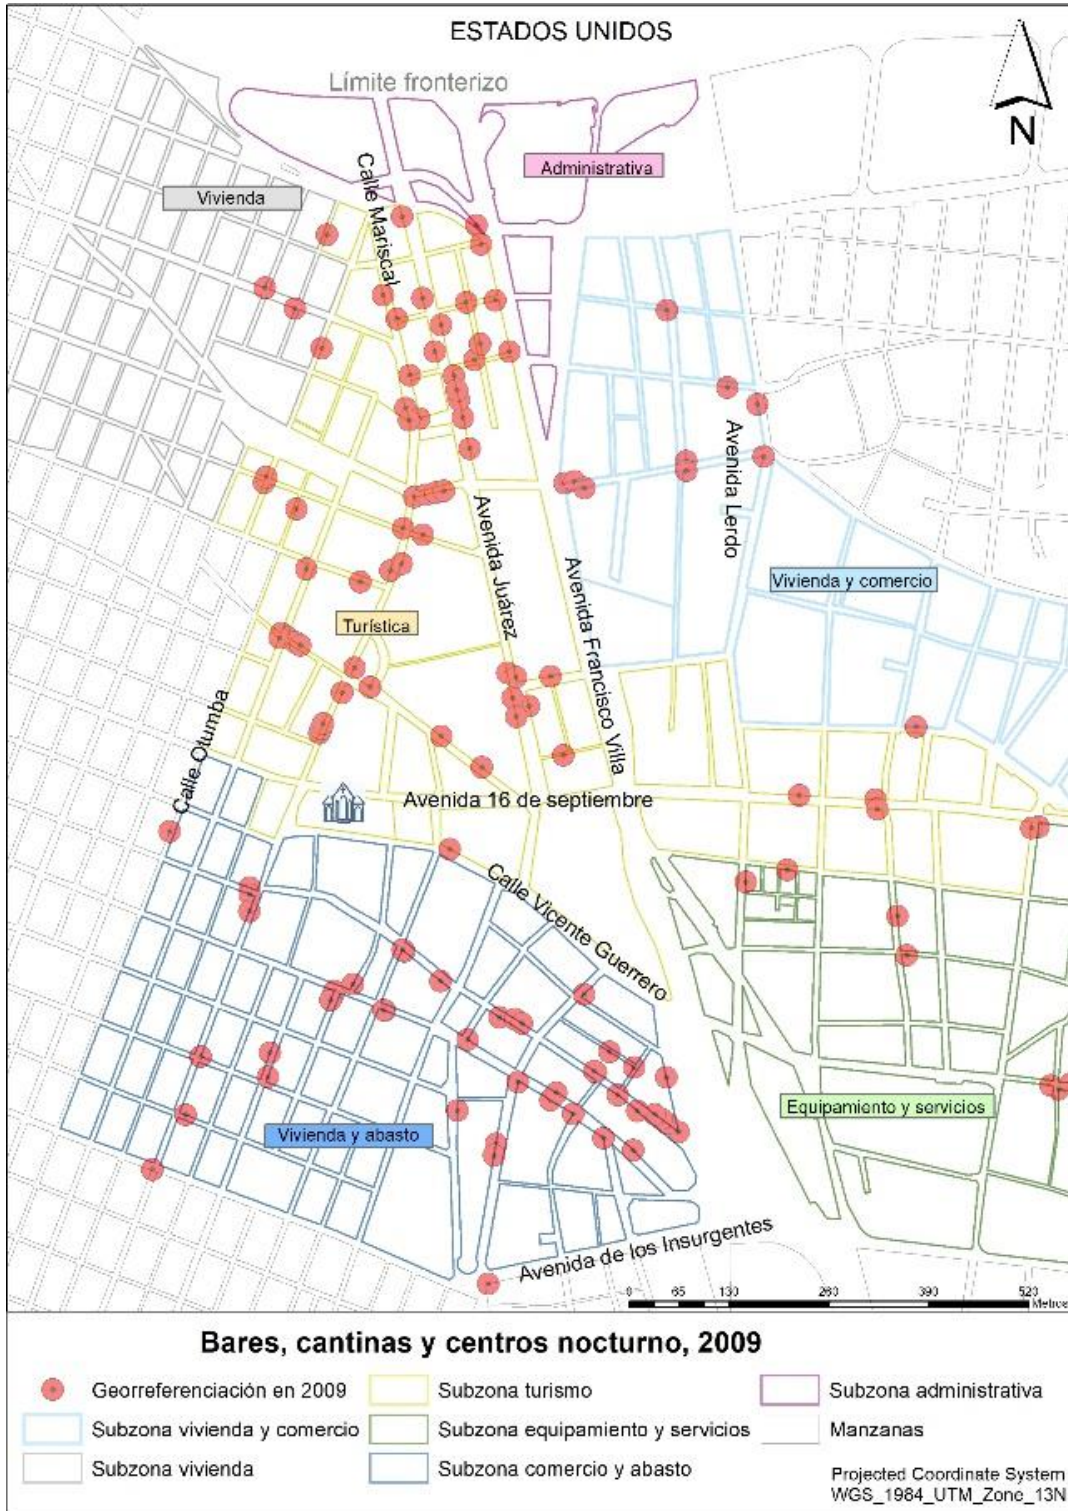 ESTADOS UNIDOS
Límite fronterizo
N
Administrativa
Vivienda
Calle Mariscal
Avenida Lerdo
Avenida Juárez
Avenida Francisco Villa
Vivienda y comercio
Turística
Calle Otumba
Avenida 16 de septiembre
Calle Vicente Guerrero
Equipamiento y servicios
Vivienda y abasto
Avenida de los Insurgentes
0 65 130 260 390 520
Metros
Bares, cantinas y centros nocturno, 2009
Georreferenciación en 2009 Subzona turismo Subzona administrativa
Subzona vivienda y comercio Subzona equipamiento y servicios Manzanas
Subzona vivienda Subzona comercio y abasto
Projected Coordinate System
WGS_1984_UTM_Zone_13N